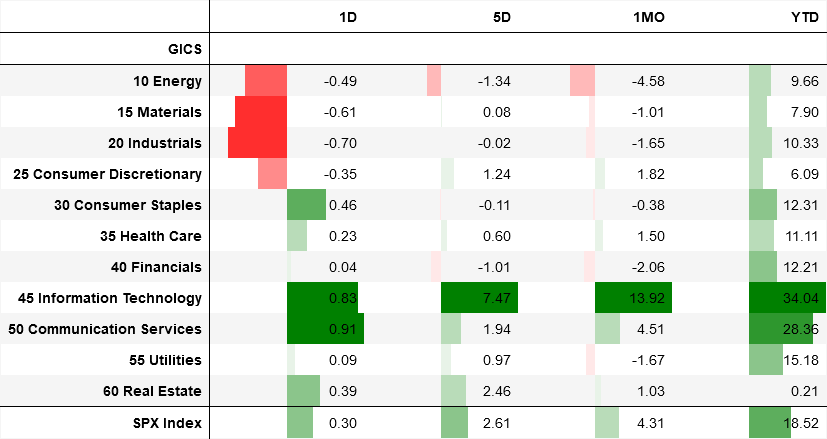 1D 5D 1MO YTD
GICS
10 Energy -0.49 -1.34 -4.58 9.66
15 Materials -0.61 0.08 -1.01 7.90
20 Industrials -0.70 -0.02 -1.65 10.33
25 Consumer Discretionary -0.35 1.24 1.82 6.09
30 Consumer Staples 0.46 -0.11 -0.38 12.31
35 Health Care 0.23 0.60 1.50 11.11
40 Financials 0.04 -1.01 -2.06 12.21
45 Information Technology 0.83 7.47 13.92 34.04
50 Communication Services 0.91 1.94 4.51 28.36
55 Utilities 0.09 0.97 -1.67 15.18
60 Real Estate 0.39 2.46 1.03 0.21
SPX Index 0.30 2.61 4.31 18.52